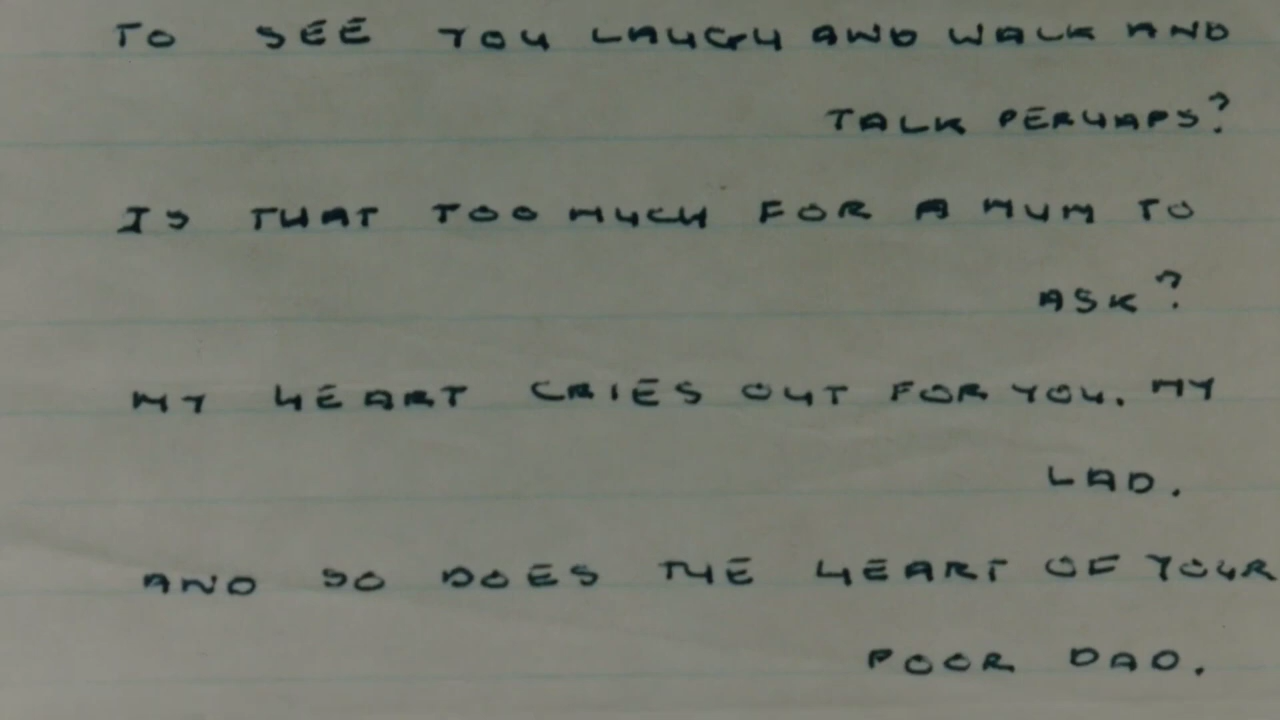 TO SEE YOU LAUGH AND WALK AND
TALK PERHAPS?
IS THAT TOO MUCH FOR A MUM TO
ASK?
MY HEART CRIES OUT FOR YOU. MY
LAD.
AND SO DOES THE HEART OF YOUR
POOR DAD.